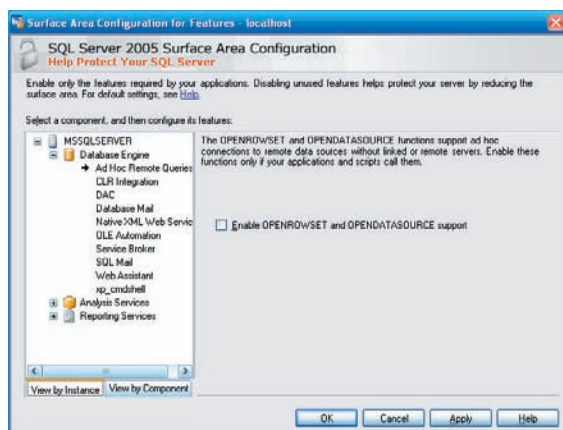 Surface Area Configuration for Features - localhost
SQL Server 2005 Surface Area Configuration
Help Protect Your SQL Server
Enable only the features required by your applications. Disabling unused features helps protect your server by reducing the
surface area. For default settings, see Help.
Select a component, and then configure its features:
MSSQLSERVER
Database Engine
Ad Hoc Remote Queries
CLR Integration
DAC
Database Mail
Native XML Web Servic
OLE Automation
Service Broker
SQL Mail
Web Assistant
xp_cmdshell
Analysis Services
Reporting Services
View by Instance
View by Component
The OPENROWSET and OPENDATASOURCE functions support ad hoc
connections to remote data sources without linked or remote servers. Enable these
functions only if your applications and scripts call them.
Enable OPENROWSET and OPENDATASOURCE support
OK
Cancel
Apply
Help